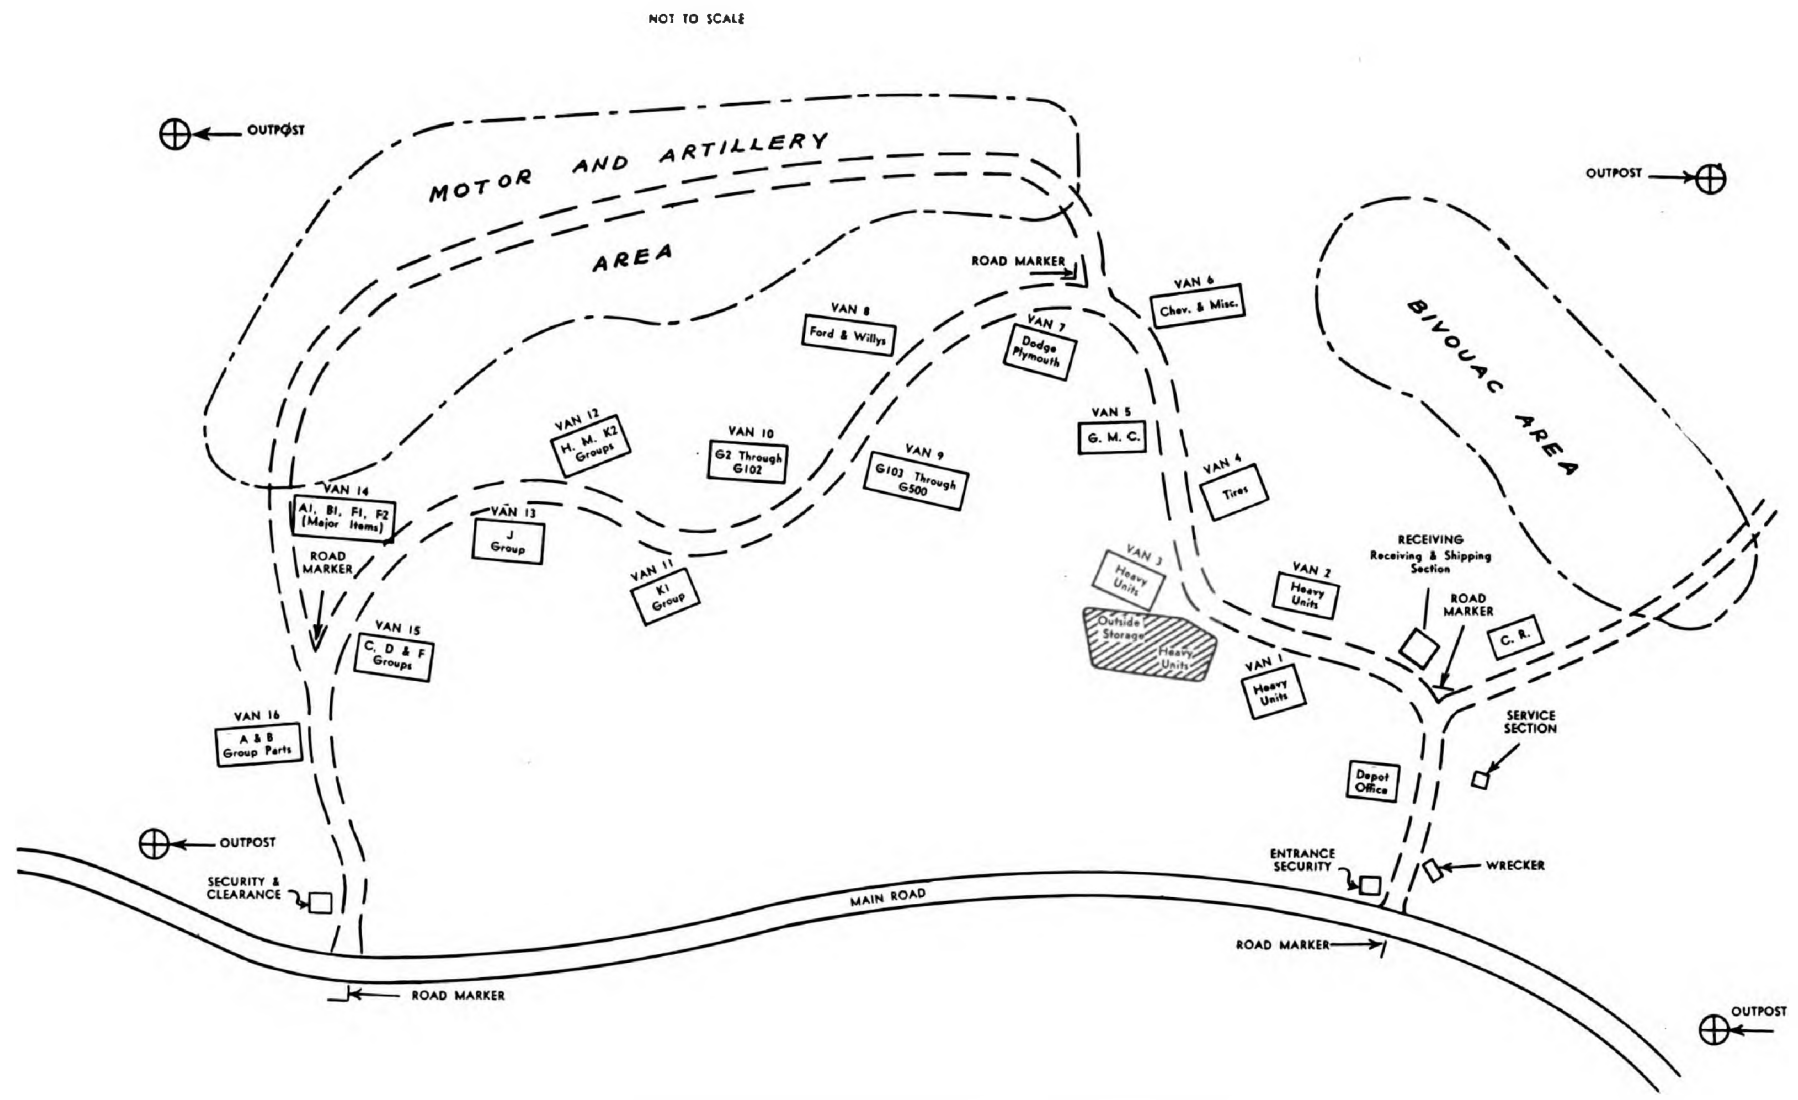 NOT TO SCALE
OUTPOST
MOTOR AND ARTILLERY
AREA
OUTPOST
ROAD MARKER
VAN 6
Chev. & Misc.
VAN 8
Ford & Willys
VAN 7
Dodge
Plymouth
BIVOUAC AREA
VAN 5
G. M. C.
VAN 12
H. M. K2
Groups
VAN 10
G2 Through
G102
VAN 9
G103 Through
G500
VAN 4
Tires
VAN 14
A1, B1, F1, F2
(Major Items)
VAN 13
J
Group
ROAD
MARKER
VAN 11
K1
Group
VAN 3
Heavy
Units
Outside
Storage
Heavy
Units
VAN 2
Heavy
Units
RECEIVING
Receiving & Shipping
Section
ROAD
MARKER
C. R.
VAN 15
C, D & F
Groups
VAN 1
Heavy
Units
VAN 16
A & B
Group Parts
SERVICE
SECTION
Depot
Office
OUTPOST
SECURITY &
CLEARANCE
ENTRANCE
SECURITY
WRECKER
MAIN ROAD
ROAD MARKER
ROAD MARKER
OUTPOST